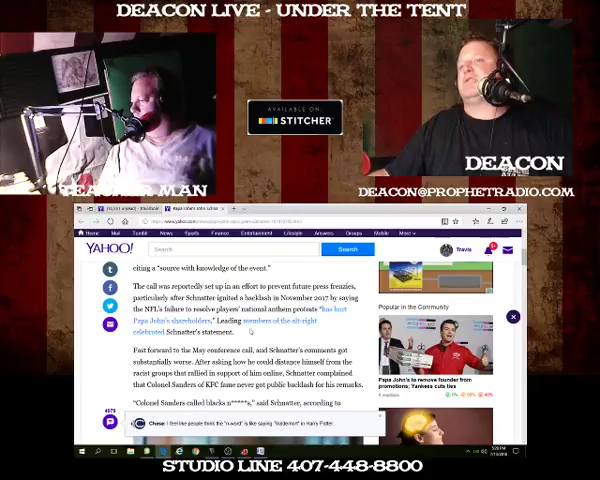 DEACON LIVE - UNDER THE TENT
AVAILABLE ON:
STITCHER
MAN
DEACON
DEACON@PROPHETRADIO.COM
Home Mail News Sports Finance Entertainment Lifestyle Answers Groups Mobile More
YAHOO!
Search
Search
Travis
citing a "source with knowledge of the event."
The call was reportedly set up in an effort to prevent future press frenzies,
particularly after Schnatter ignited a backlash in November 2017 by saying
the NFL's failure to resolve players' national anthem protests "has hurt
Papa John's shareholders." Leading members of the alt-right
celebrated Schnatter's statement.
Fast forward to the May conference call, and Schnatter's comments got
substantially worse. After asking how he could distance himself from the
racist groups that rallied in support of him online, Schnatter complained
that Colonel Sanders of KFC fame never got public backlash for his remarks.
"Colonel Sanders called blacks n*****s," said Schnatter, according to
Popular in the Community
Papa John's to remove founder from
promotions; Yankees cut ties
Chase: I feel like people think the "n-word" is like saying "Voldemort" in Harry Potter
STUDIO LINE 407-448-8800